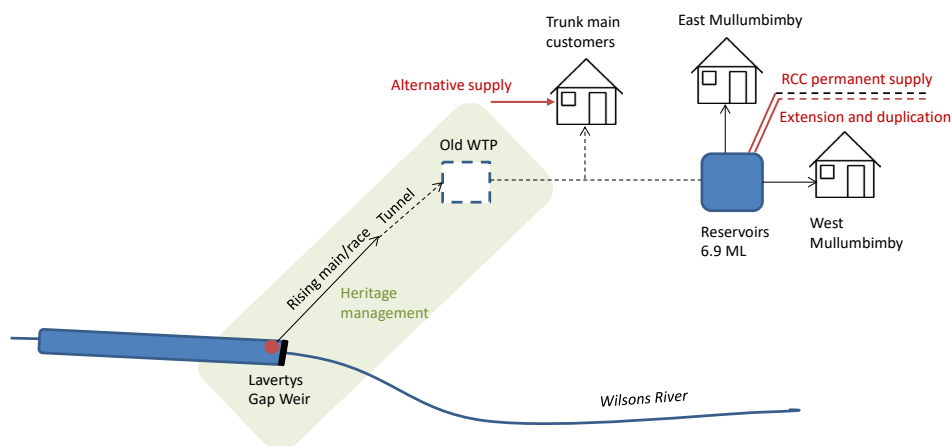 East Mullumbimby
Trunk main
customers
RCC permanent supply
Alternative supply
Extension and duplication
Old WTP
Tunnel
Rising main/race
Reservoirs
6.9 ML
West
Mullumbimby
Heritage
management
Lavertys
Gap Weir
Wilsons River